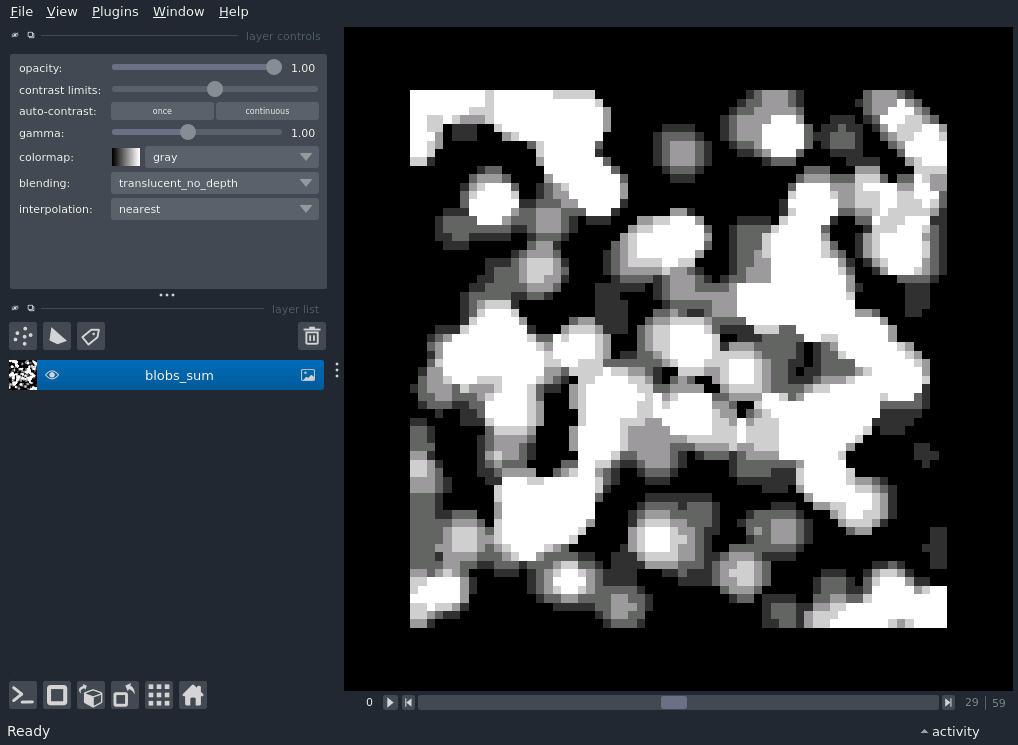 File View Plugins Window Help
layer controls
opacity: 1.00
contrast limits:
auto-contrast: once continuous
gamma: 1.00
colormap: gray
blending: translucent_no_depth
interpolation: nearest
layer list
blobs_sum
0 29 59
Ready activity